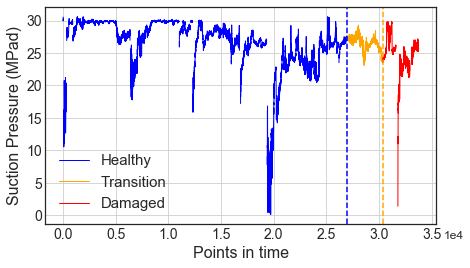 Suction Pressure (MPad)
30
25
20
15
10
5
0
Healthy
Transition
Damaged
0.0 0.5 1.0 1.5 2.0 2.5 3.0 3.5 1e4
Points in time